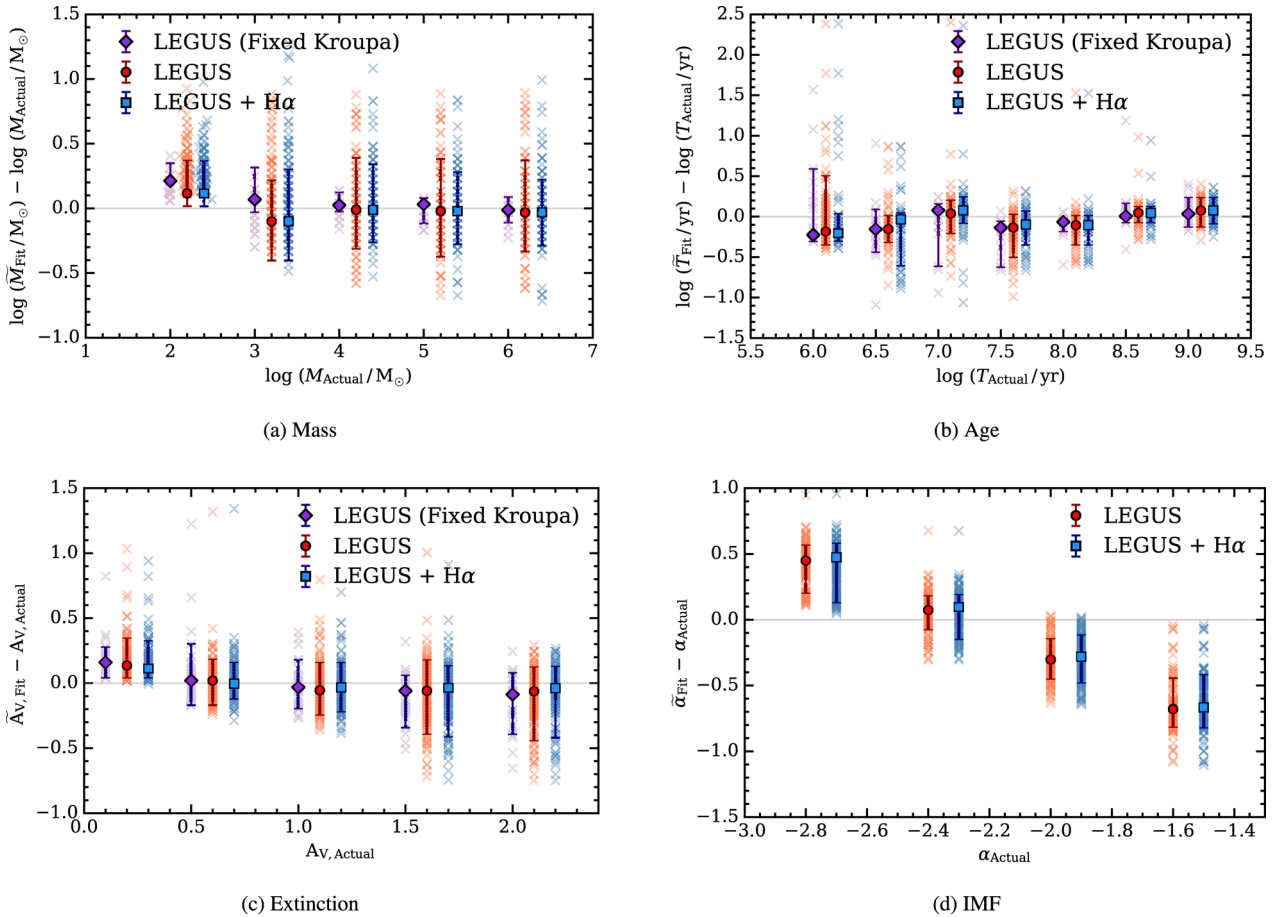 LEGUS (Fixed Kroupa)
LEGUS
LEGUS + Hα
log (M̃Fit/M⊙) − log (MActual/M⊙)
1.5
1.0
0.5
0.0
−0.5
−1.0
1 2 3 4 5 6 7
log (MActual/M⊙)
(a) Mass
LEGUS (Fixed Kroupa)
LEGUS
LEGUS + Hα
log (T̃Fit/yr) − log (TActual/yr)
2.5
2.0
1.5
1.0
0.5
0.0
−0.5
−1.0
−1.5
5.5 6.0 6.5 7.0 7.5 8.0 8.5 9.0 9.5
log (TActual/yr)
(b) Age
LEGUS (Fixed Kroupa)
LEGUS
LEGUS + Hα
ÃV,Fit − AV,Actual
1.5
1.0
0.5
0.0
−0.5
−1.0
0.0 0.5 1.0 1.5 2.0
AV,Actual
(c) Extinction
LEGUS
LEGUS + Hα
α̃Fit − αActual
1.0
0.5
0.0
−0.5
−1.0
−1.5
−3.0 −2.8 −2.6 −2.4 −2.2 −2.0 −1.8 −1.6 −1.4
αActual
(d) IMF